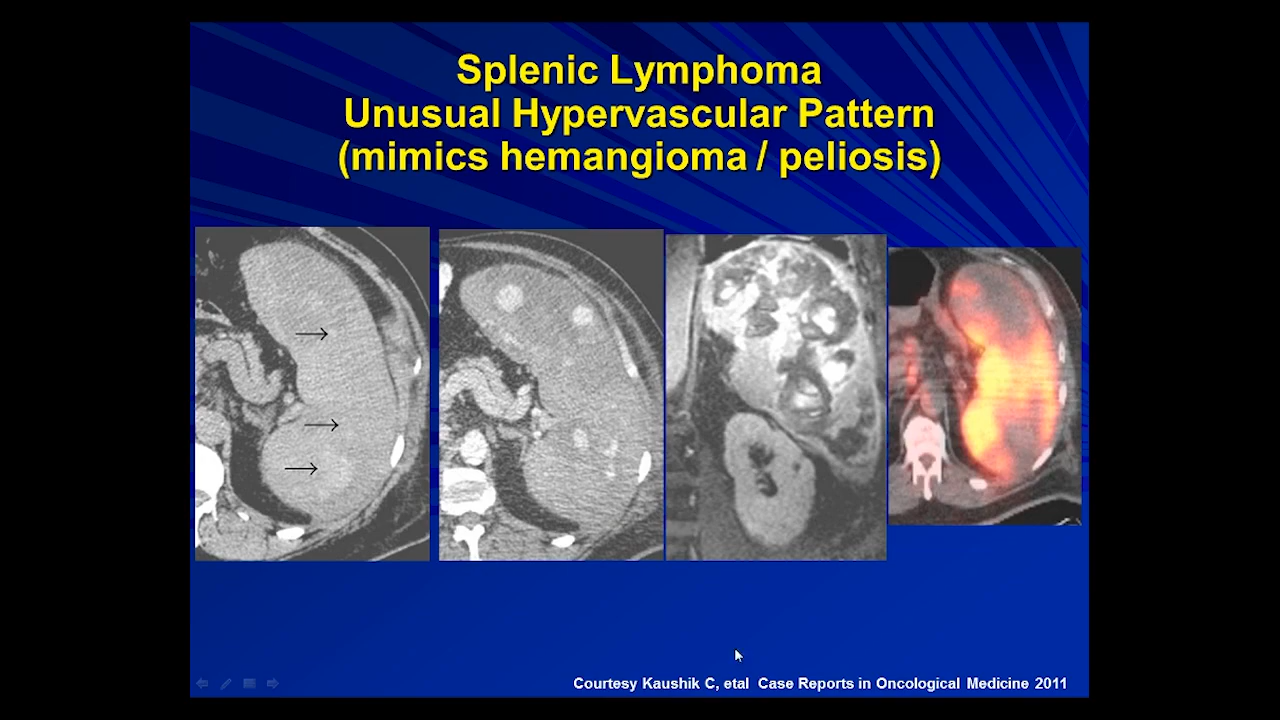 Splenic Lymphoma
Unusual Hypervascular Pattern
(mimics hemangioma / peliosis)
Courtesy Kaushik C, etal Case Reports in Oncological Medicine 2011